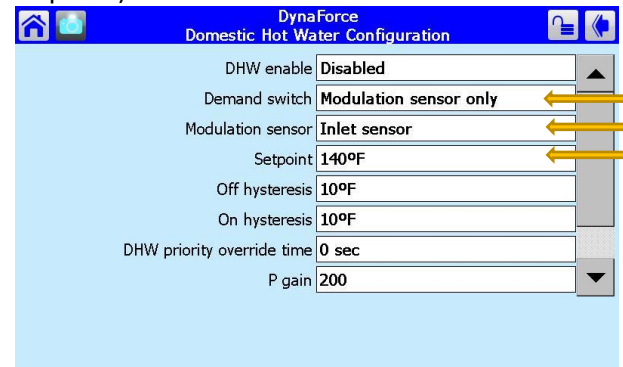 DynaForce
Domestic Hot Water Configuration
DHW enable Disabled
Demand switch Modulation sensor only
Modulation sensor Inlet sensor
Setpoint 140ºF
Off hysteresis 10ºF
On hysteresis 10ºF
DHW priority override time 0 sec
P gain 200